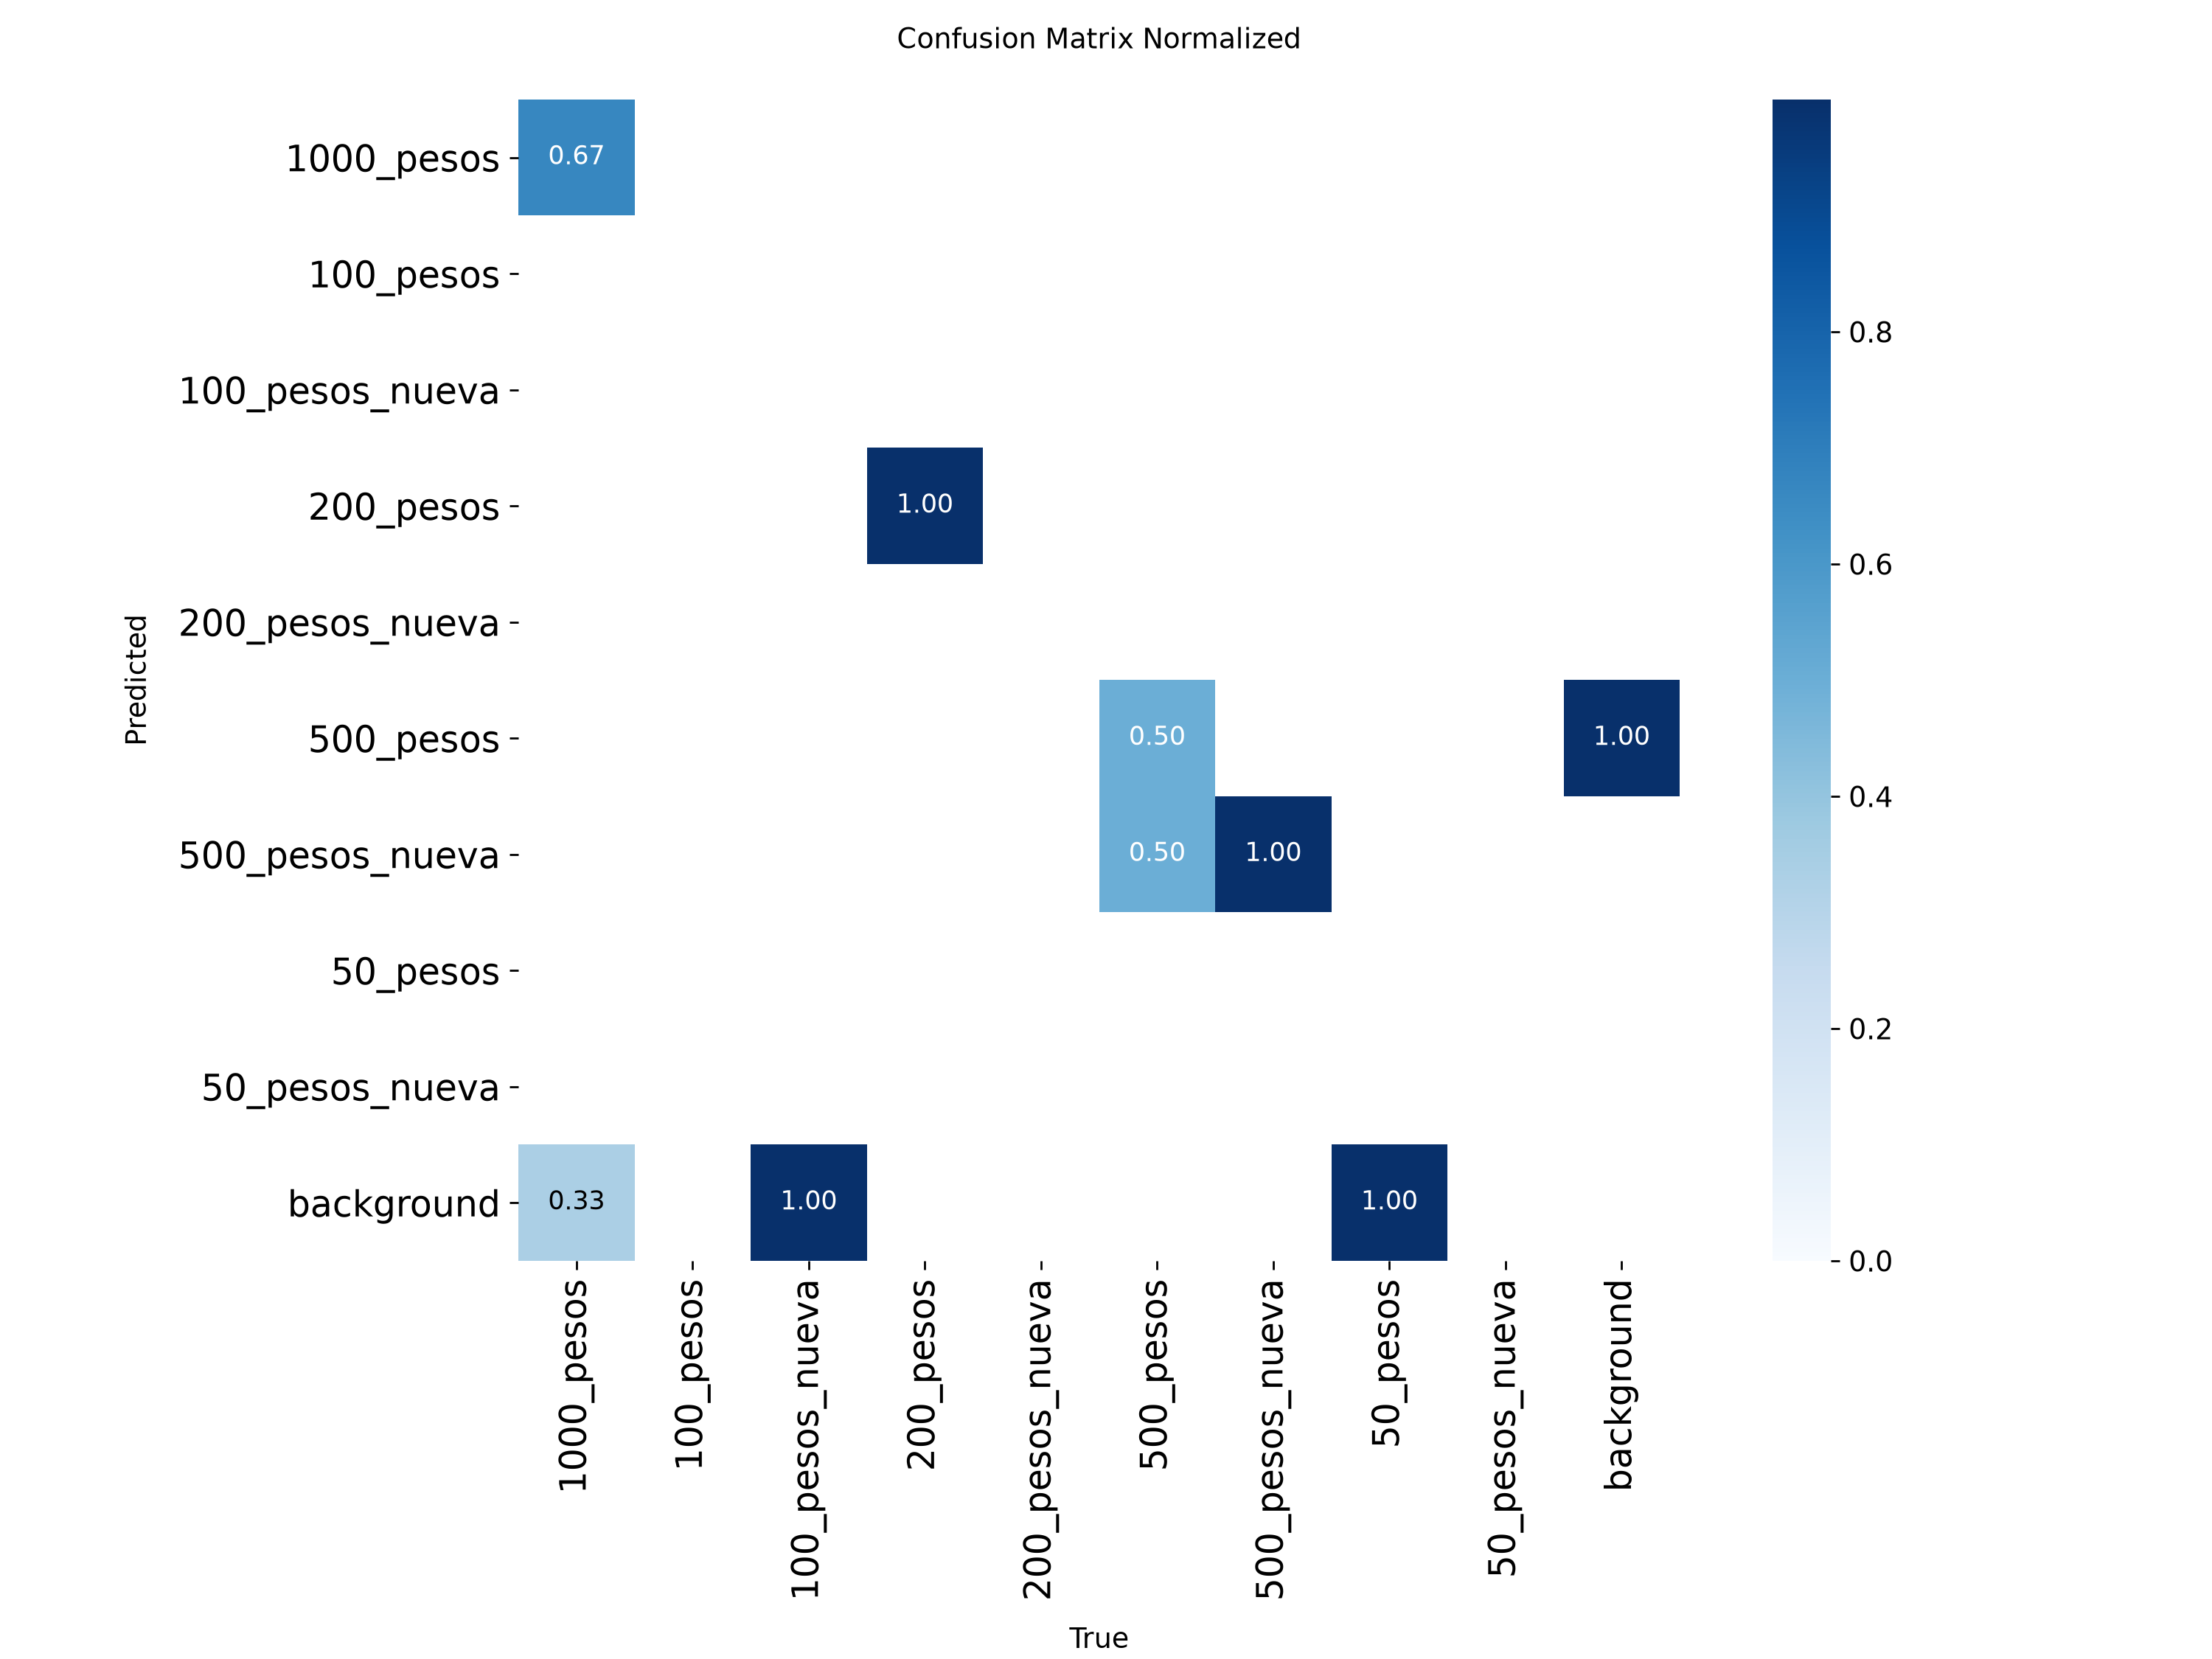 Confusion Matrix Normalized
1000_pesos
0.67
100_pesos
0.8
100_pesos_nueva
200_pesos
1.00
0.6
200_pesos_nueva
Predicted
500_pesos
0.50
1.00
0.4
500_pesos_nueva
0.50
1.00
50_pesos
0.2
50_pesos_nueva
background
0.33
1.00
1.00
0.0
1000_pesos
100_pesos
100_pesos_nueva
200_pesos
200_pesos_nueva
500_pesos
500_pesos_nueva
50_pesos
50_pesos_nueva
background
True